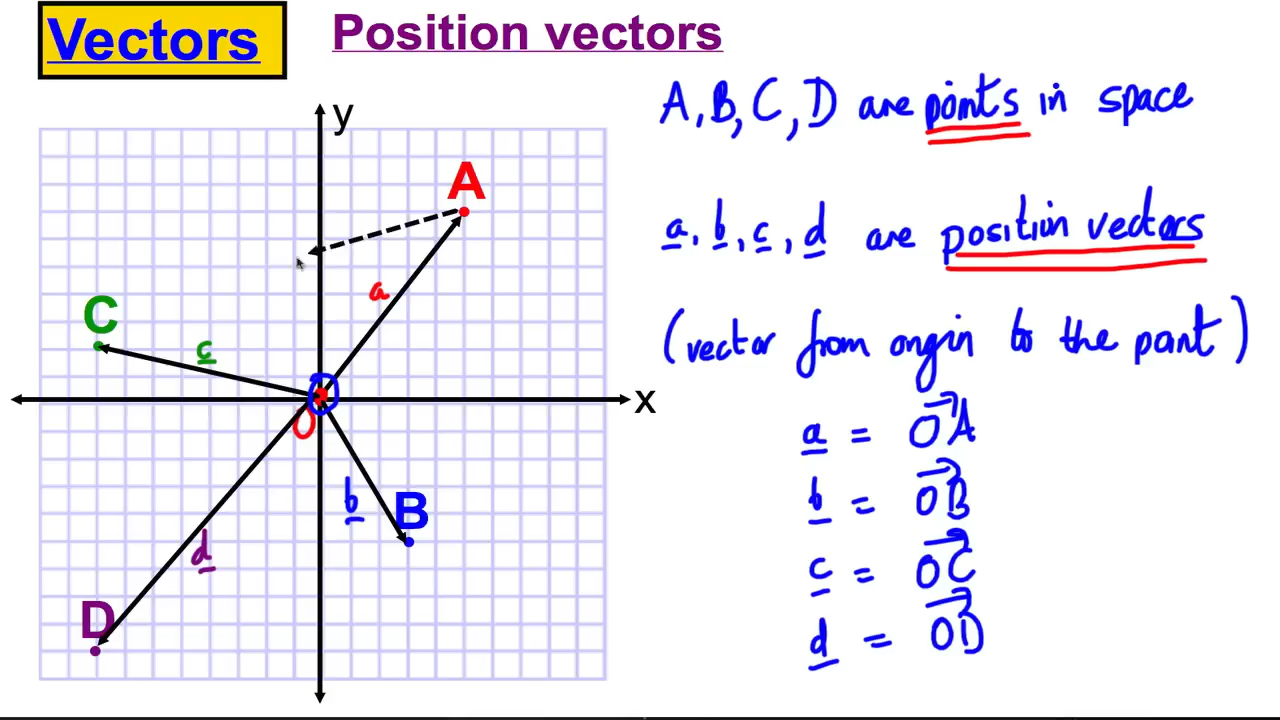 Vectors
Position vectors
y
A
A, B, C, D are points in space
a, b, c, d are position vectors
a
C
c
(vector from origin to the point)
x
O
a = OA
b
B
b = OB
d
c = OC
D
d = OD